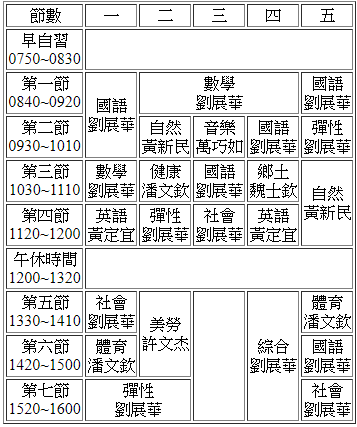 節數 一 二 三 四 五
早自習
0750~0830
第一節 數學 國語
0840~0920 國語 劉展華 劉展華
劉展華
第二節 自然 音樂 國語 彈性
0930~1010 黃新民 萬巧如 劉展華 劉展華
第三節 數學 健康 國語 鄉土
1030~1110 劉展華 潘文欽 劉展華 魏士欽 自然
黃新民
第四節 英語 彈性 社會 英語
1120~1200 黃定宜 劉展華 劉展華 黃定宜
午休時間
1200~1320
第五節 社會 體育
1330~1410 劉展華 美勞 潘文欽
許文杰
第六節 體育 綜合 國語
1420~1500 潘文欽 劉展華 劉展華
第七節 彈性 社會
1520~1600 劉展華 劉展華